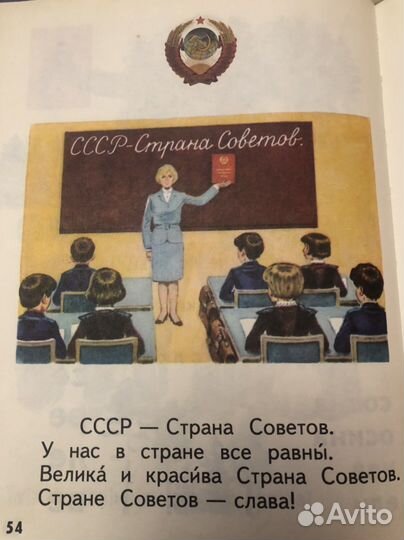 СССР-Страна Советов.
СССР — Страна Советов.
У нас в стране все равны́.
Велика́ и краси́ва Страна Советов.
Стране Советов — слава!
54
Avito